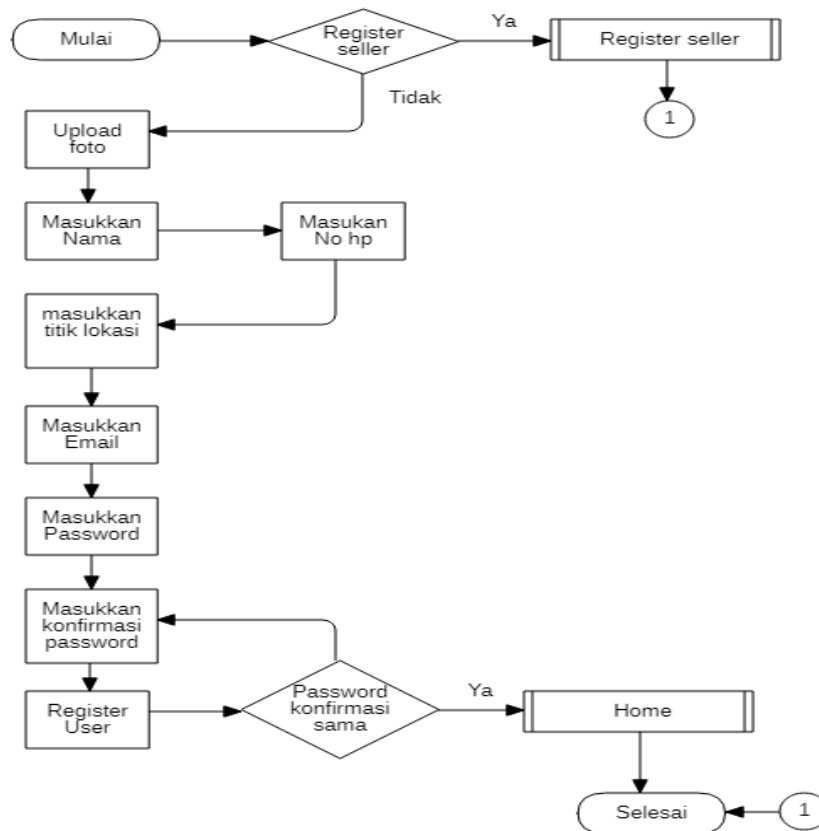 Mulai
Register
seller
Ya
Register seller
Tidak
1
Upload
foto
Masukkan
Nama
Masukan
No hp
masukkan
titik lokasi
Masukkan
Email
Masukkan
Password
Masukkan
konfirmasi
password
Register
User
Password
konfirmasi
sama
Ya
Home
Selesai
1